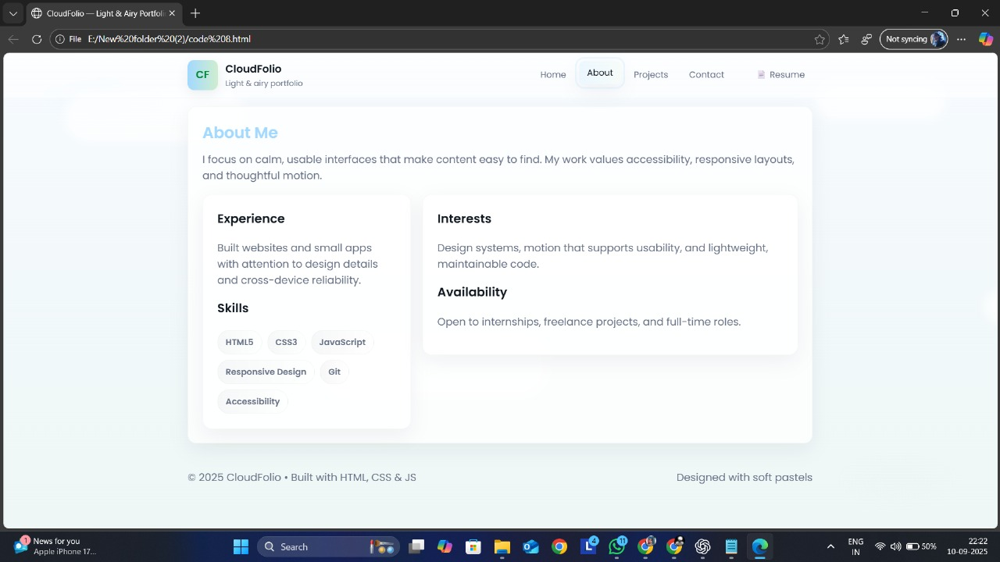 CloudFolio — Light & Airy Portfoli
File E:/New%20folder%20(2)/code%208.html
Not syncing
CF
CloudFolio
Light & airy portfolio
Home
About
Projects
Contact
Resume
About Me
I focus on calm, usable interfaces that make content easy to find. My work values accessibility, responsive layouts,
and thoughtful motion.
Experience
Built websites and small apps
with attention to design details
and cross-device reliability.
Skills
HTML5 CSS3 JavaScript
Responsive Design Git
Accessibility
Interests
Design systems, motion that supports usability, and lightweight,
maintainable code.
Availability
Open to internships, freelance projects, and full-time roles.
© 2025 CloudFolio • Built with HTML, CSS & JS
Designed with soft pastels
1
News for you
Apple iPhone 17...
Search
L
4
11
ENG
IN
50%
22:22
10-09-2025